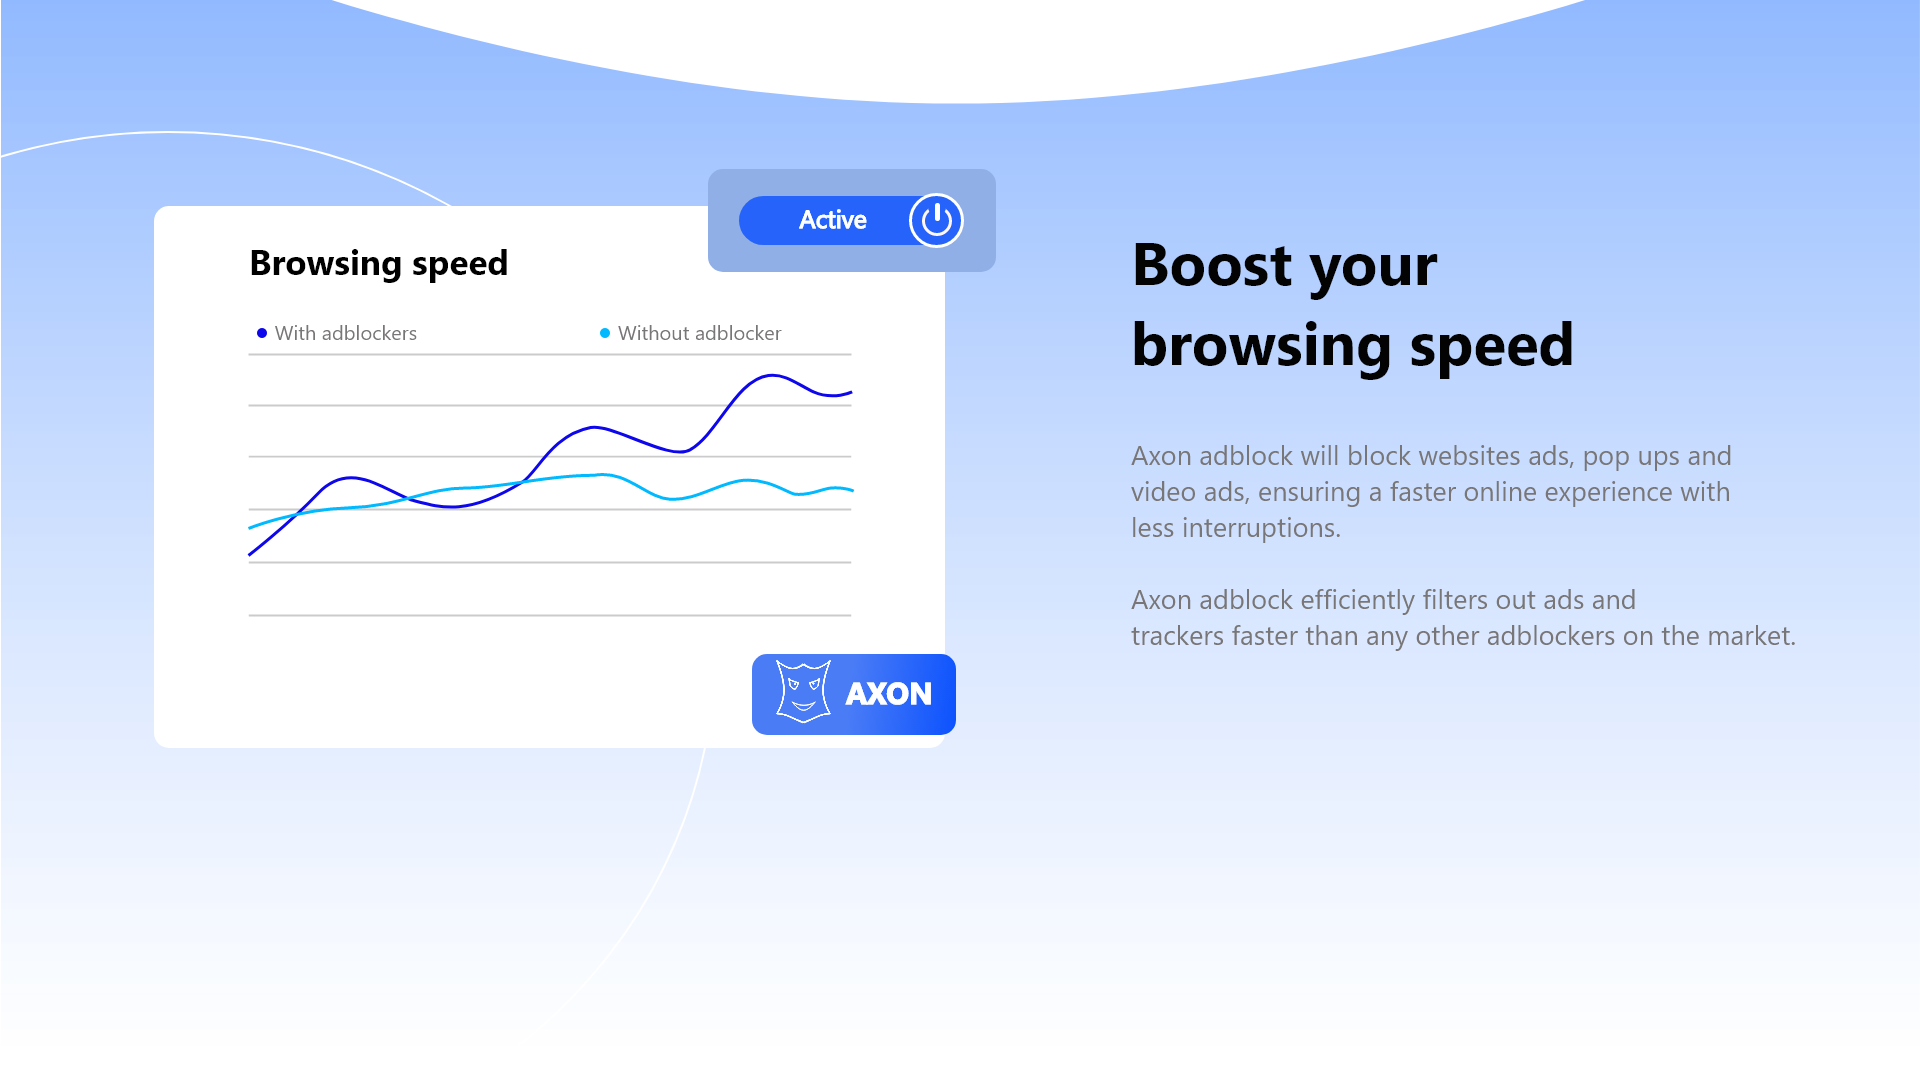 Active
Browsing speed
With adblockers
Without adblocker
AXON
Boost your
browsing speed
Axon adblock will block websites ads, pop ups and
video ads, ensuring a faster online experience with
less interruptions.
Axon adblock efficiently filters out ads and
trackers faster than any other adblockers on the market.